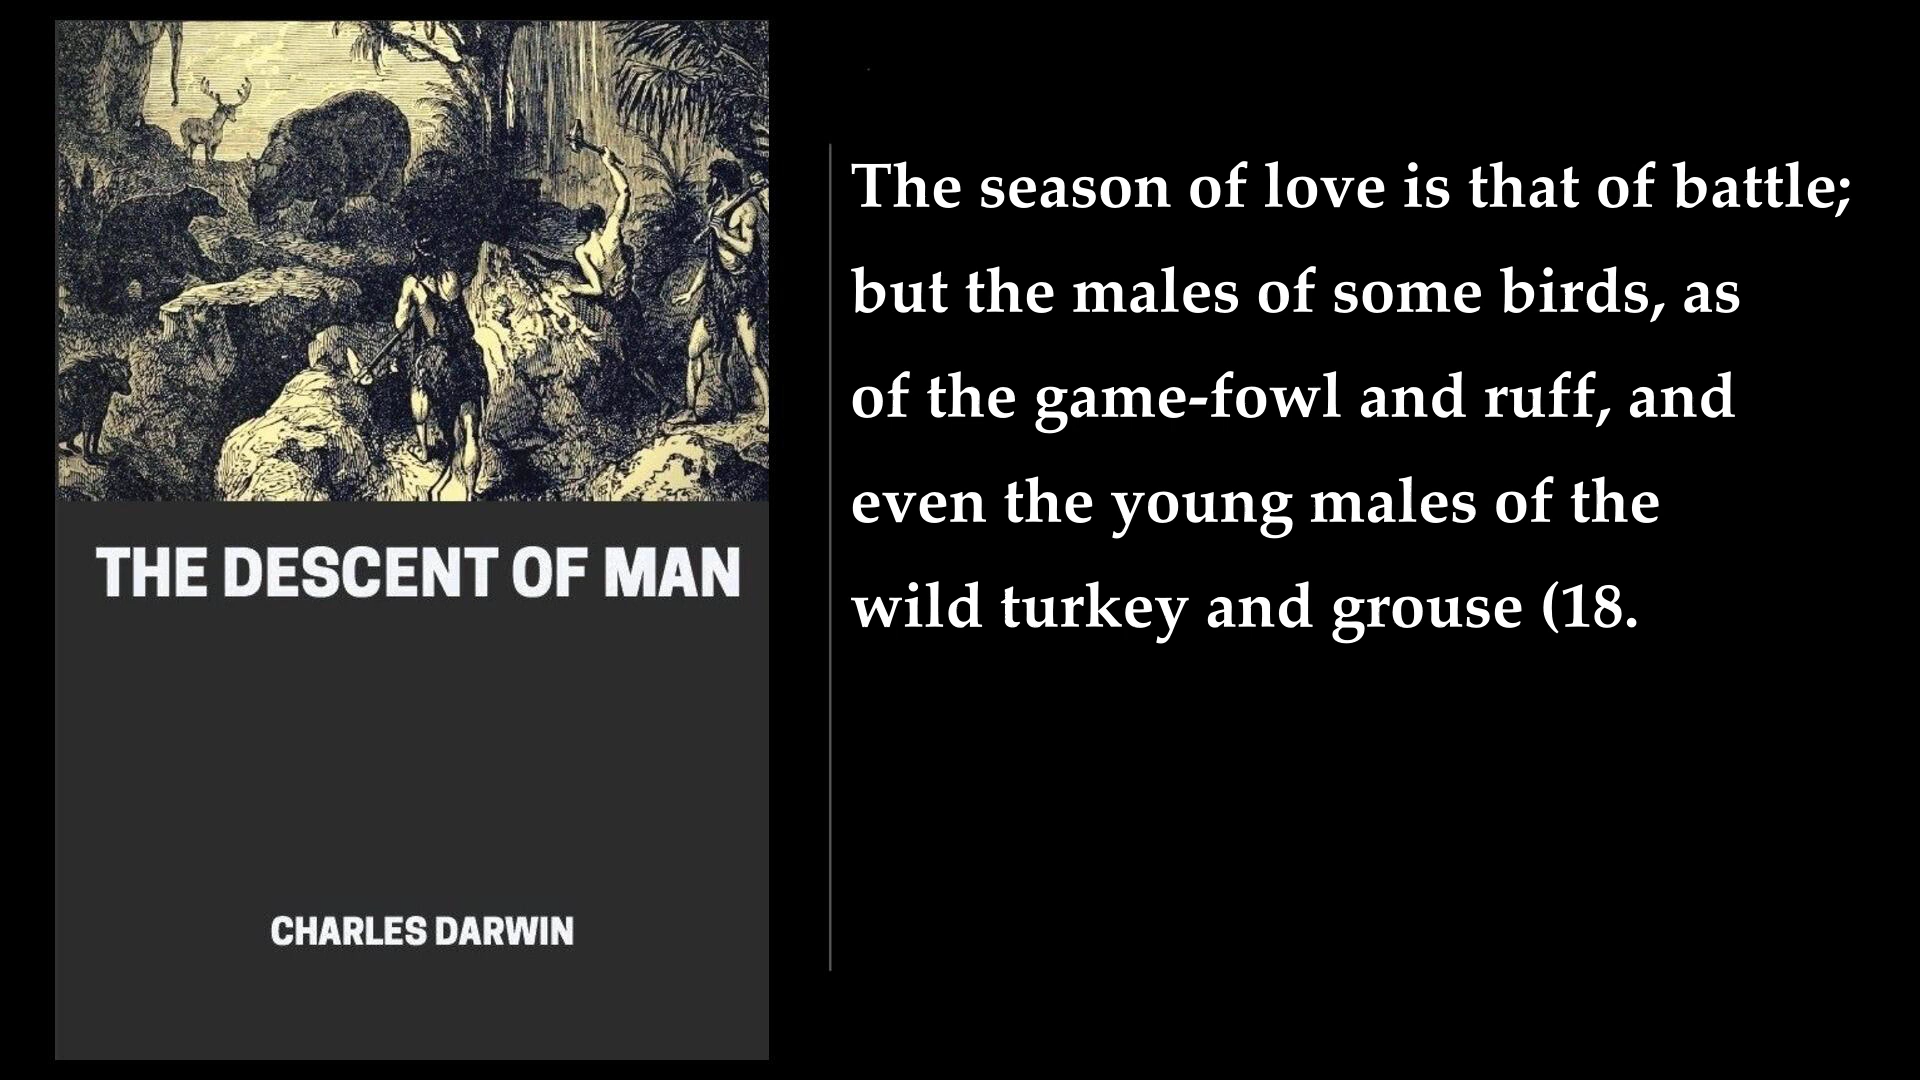 THE DESCENT OF MAN
CHARLES DARWIN
The season of love is that of battle;
but the males of some birds, as
of the game-fowl and ruff, and
even the young males of the
wild turkey and grouse (18.